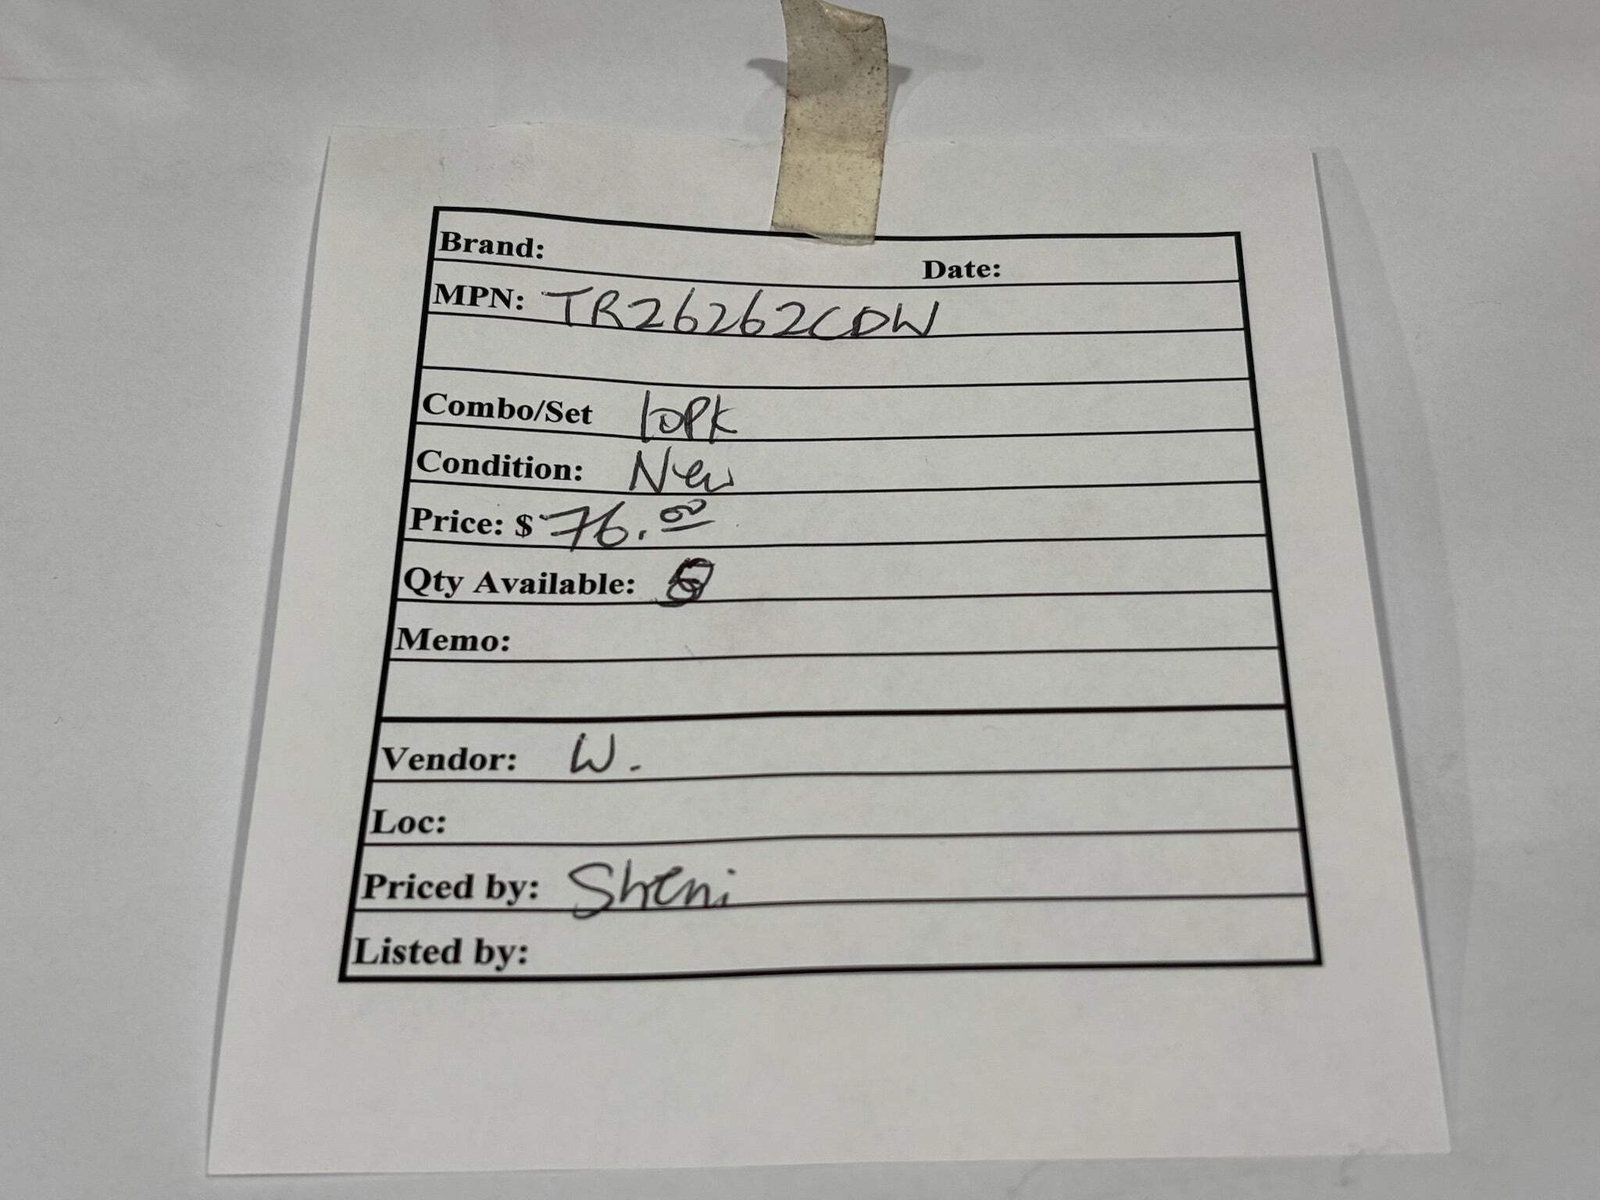 Brand:
Date:
MPN: TR26262CDW
Combo/Set 10PK
Condition: New
Price: $ 76.00
Qty Available:
Memo:
Vendor: W.
Loc:
Priced by: Sheni
Listed by: